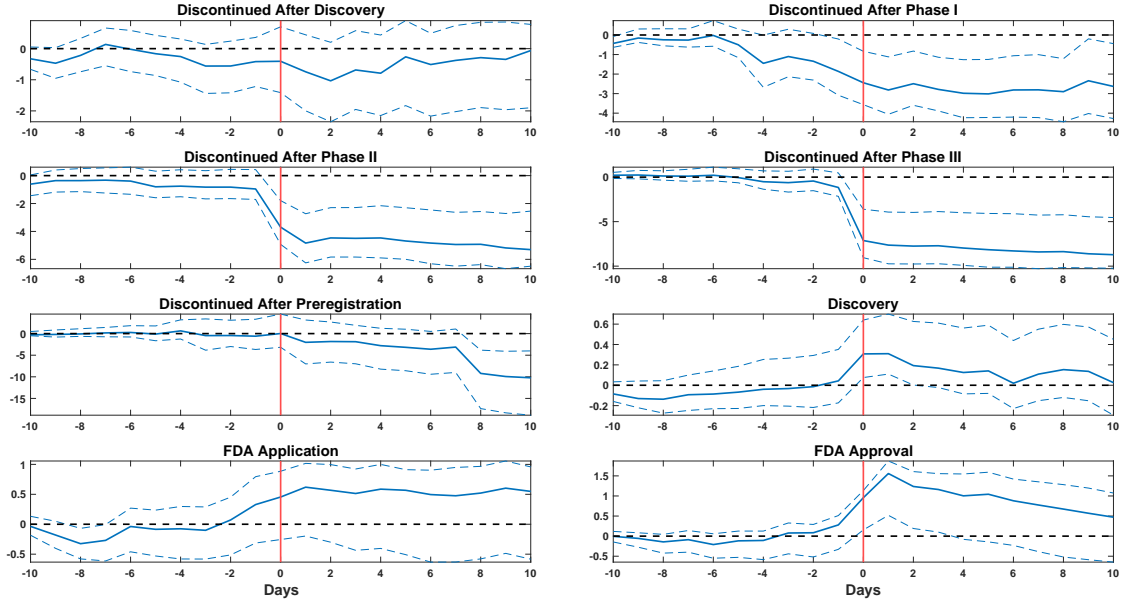 Discontinued After Discovery
0
-1
-2
-10 -8 -6 -4 -2 0 2 4 6 8 10
Discontinued After Phase I
0
-1
-2
-3
-4
-10 -8 -6 -4 -2 0 2 4 6 8 10
Discontinued After Phase II
0
-2
-4
-6
-10 -8 -6 -4 -2 0 2 4 6 8 10
Discontinued After Phase III
0
-5
-10
-10 -8 -6 -4 -2 0 2 4 6 8 10
Discontinued After Preregistration
0
-5
-10
-15
-10 -8 -6 -4 -2 0 2 4 6 8 10
Discovery
0.6
0.4
0.2
0
-0.2
-10 -8 -6 -4 -2 0 2 4 6 8 10
FDA Application
1
0.5
0
-0.5
-10 -8 -6 -4 -2 0 2 4 6 8 10
Days
FDA Approval
1.5
1
0.5
0
-0.5
-10 -8 -6 -4 -2 0 2 4 6 8 10
Days